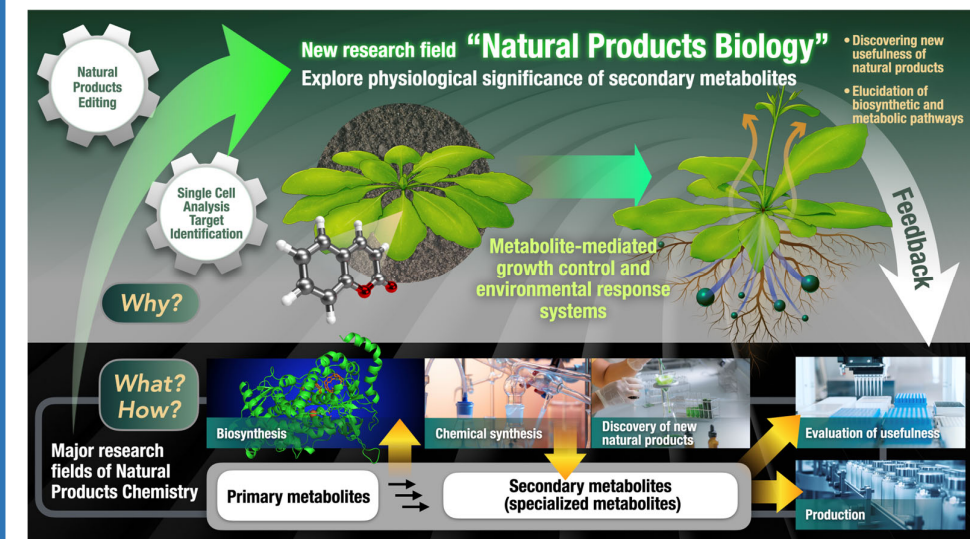 New research field "Natural Products Biology"
Explore physiological significance of secondary metabolites
• Discovering new
usefulness of
natural products
• Elucidation of
biosynthetic and
metabolic pathways
Natural
Products
Editing
Single Cell
Analysis
Target
Identification
Metabolite-mediated
growth control and
environmental response
systems
Feedback
Why?
What?
How?
Major research
fields of Natural
Products Chemistry
Biosynthesis
Chemical synthesis
Discovery of new
natural products
Evaluation of usefulness
Primary metabolites
Secondary metabolites
(specialized metabolites)
Production